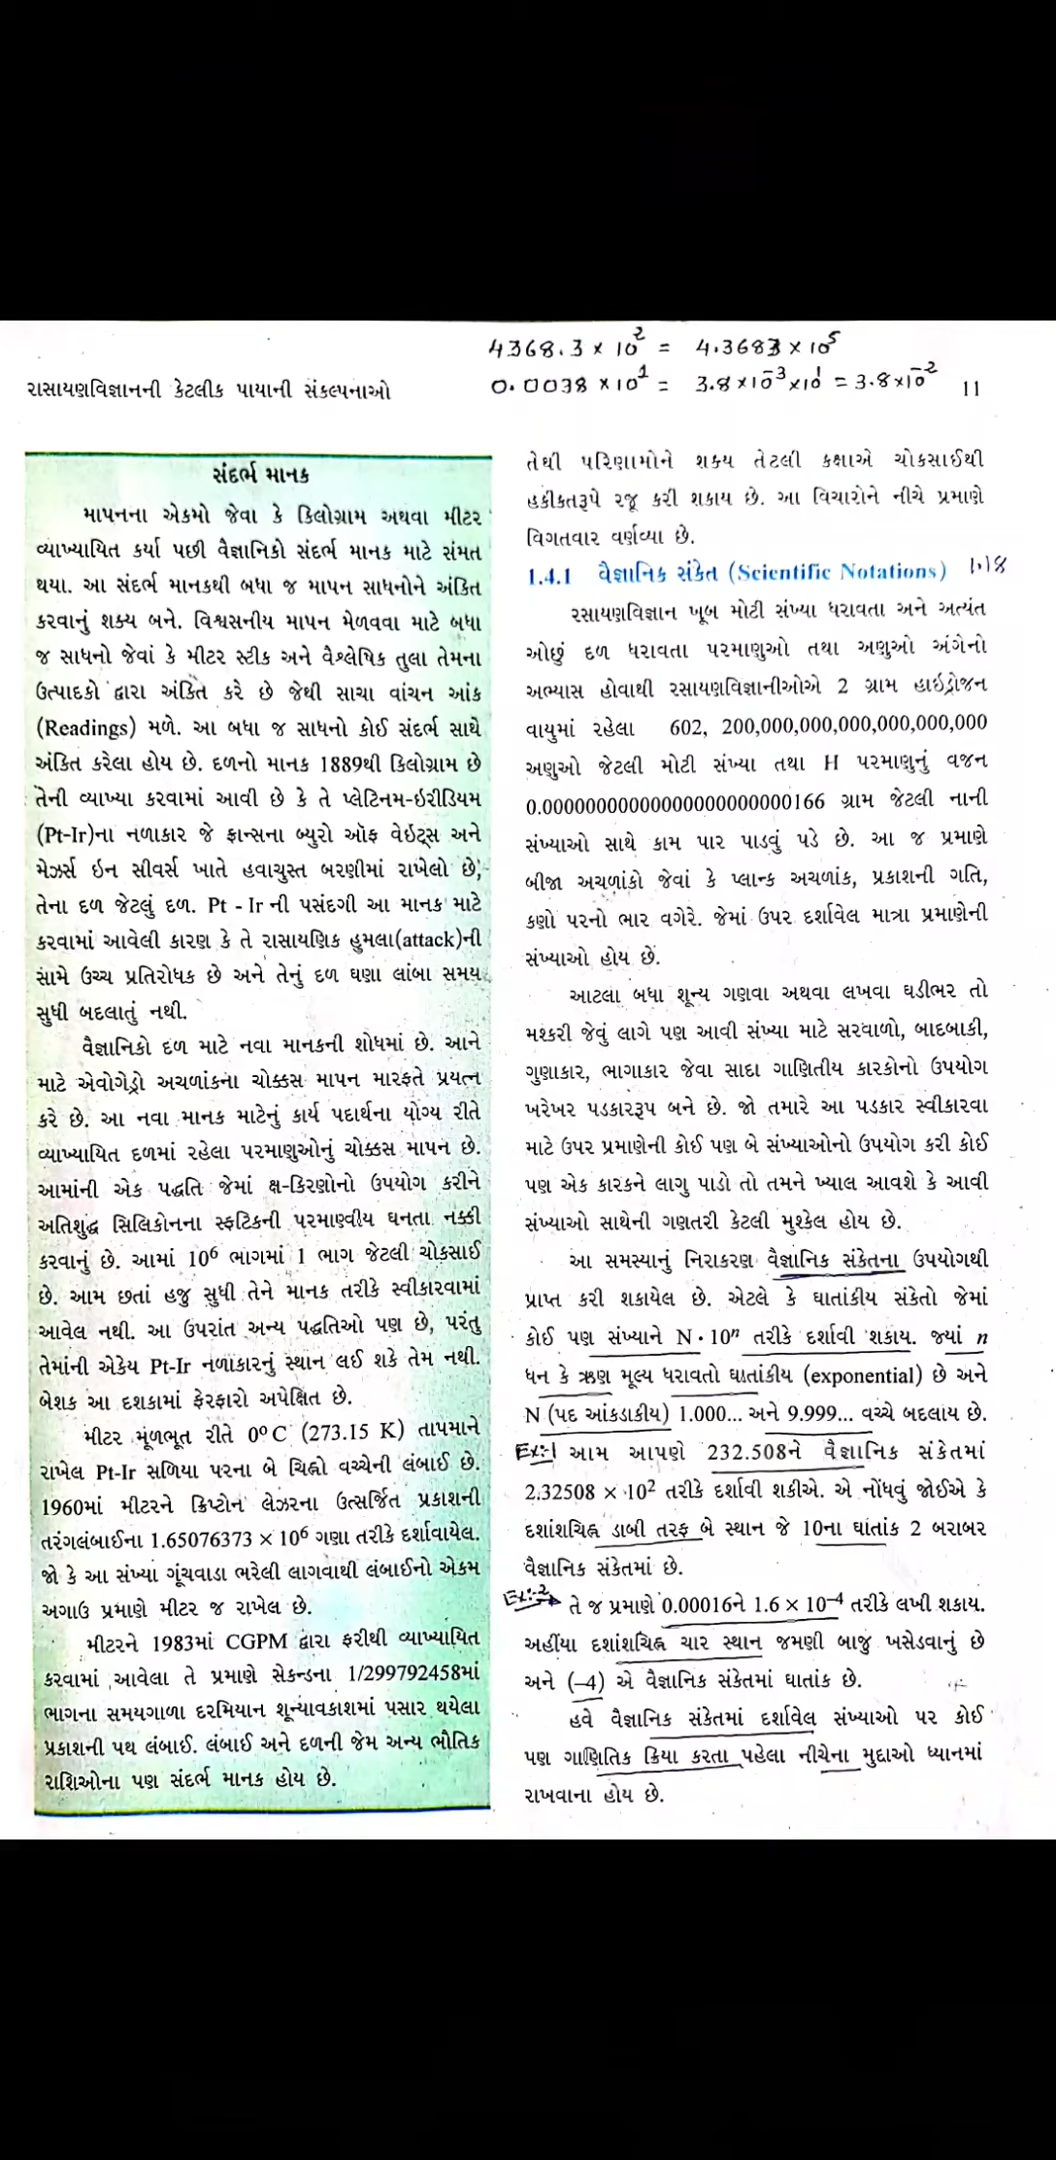 4368.3 × 10² = 4.3683 × 10⁵
0.0038 × 10¹ = 3.8 × 10⁻³ × 10¹ = 3.8 × 10⁻²
રાસાયણવિજ્ઞાનની કેટલીક પાયાની સંકલ્પનાઓ 11
સંદર્ભ માનક
માપનના એકમો જેવા કે કિલોગ્રામ અથવા મીટર
વ્યાખ્યાયિત કર્યા પછી વૈજ્ઞાનિકો સંદર્ભ માનક માટે સંમત
થયા. આ સંદર્ભ માનકથી બધા જ માપન સાધનોને અંકિત
કરવાનું શક્ય બને. વિશ્વસનીય માપન મેળવવા માટે બધા
જ સાધનો જેવાં કે મીટર સ્ટીક અને વૈશ્લેષિક તુલા તેમના
ઉત્પાદકો દ્વારા અંકિત કરે છે જેથી સાચા વાંચન આંક
(Readings) મળે. આ બધા જ સાધનો કોઈ સંદર્ભ સાથે
અંકિત કરેલા હોય છે. દળનો માનક 1889થી કિલોગ્રામ છે
તેની વ્યાખ્યા કરવામાં આવી છે કે તે પ્લેટિનમ-ઇરીડિયમ
(Pt-Ir)ના નળાકાર જે ફ્રાન્સના બ્યુરો ઑફ વેઇટ્સ અને
મેઝર્સ ઇન સીવર્સ ખાતે હવાચુસ્ત બરણીમાં રાખેલો છે,
તેના દળ જેટલું દળ. Pt - Ir ની પસંદગી આ માનક માટે
કરવામાં આવેલી કારણ કે તે રાસાયણિક હુમલા(attack)ની
સામે ઉચ્ચ પ્રતિરોધક છે અને તેનું દળ ઘણા લાંબા સમય
સુધી બદલાતું નથી.
વૈજ્ઞાનિકો દળ માટે નવા માનકની શોધમાં છે. આને
માટે એવોગેડ્રો અચળાંકના ચોક્કસ માપન મારફતે પ્રયત્ન
કરે છે. આ નવા માનક માટેનું કાર્ય પદાર્થના યોગ્ય રીતે
વ્યાખ્યાયિત દળમાં રહેલા પરમાણુઓનું ચોક્કસ માપન છે.
આમાંની એક પદ્ધતિ જેમાં ક્ષ-કિરણોનો ઉપયોગ કરીને
અતિશુદ્ધ સિલિકોનના સ્ફટિકની પરમાણ્વીય ઘનતા નક્કી
કરવાનું છે. આમાં 10⁶ ભાગમાં 1 ભાગ જેટલી ચોકસાઈ
છે. આમ છતાં હજુ સુધી તેને માનક તરીકે સ્વીકારવામાં
આવેલ નથી. આ ઉપરાંત અન્ય પદ્ધતિઓ પણ છે, પરંતુ
તેમાંની એકેય Pt-Ir નળાકારનું સ્થાન લઈ શકે તેમ નથી.
બેશક આ દશકામાં ફેરફારો અપેક્ષિત છે.
મીટર મૂંળભૂત રીતે 0° C (273.15 K) તાપમાને
રાખેલ Pt-Ir સળિયા પરના બે ચિહ્નો વચ્ચેની લંબાઈ છે.
1960માં મીટરને ક્રિપ્ટોન લેઝરના ઉત્સર્જિત પ્રકાશની
તરંગલંબાઈના 1.65076373 × 10⁶ ગણા તરીકે દર્શાવાયેલ.
જો કે આ સંખ્યા ગૂંચવાડા ભરેલી લાગવાથી લંબાઈનો એકમ
અગાઉ પ્રમાણે મીટર જ રાખેલ છે.
મીટરને 1983માં CGPM દ્વારા ફરીથી વ્યાખ્યાયિત
કરવામાં આવેલા તે પ્રમાણે સેકન્ડના 1/299792458માં
ભાગના સમયગાળા દરમિયાન શૂન્યાવકાશમાં પસાર થયેલા
પ્રકાશની પથ લંબાઈ. લંબાઈ અને દળની જેમ અન્ય ભૌતિક
રાશિઓના પણ સંદર્ભ માનક હોય છે.
તેથી પરિણામોને શક્ય તેટલી કક્ષાએ ચોકસાઈથી
હકીકતરૂપે રજૂ કરી શકાય છે. આ વિચારોને નીચે પ્રમાણે
વિગતવાર વર્ણવ્યા છે.
1.4.1 વૈજ્ઞાનિક સંકેત (Scientific Notations) 1.18
રસાયણવિજ્ઞાન ખૂબ મોટી સંખ્યા ધરાવતા અને અત્યંત
ઓછું દળ ધરાવતા પરમાણુઓ તથા અણુઓ અંગેનો
અભ્યાસ હોવાથી રસાયણવિજ્ઞાનીઓએ 2 ગ્રામ હાઇડ્રોજન
વાયુમાં રહેલા 602, 200,000,000,000,000,000,000
અણુઓ જેટલી મોટી સંખ્યા તથા H પરમાણુનું વજન
0.00000000000000000000000166 ગ્રામ જેટલી નાની
સંખ્યાઓ સાથે કામ પાર પાડવું પડે છે. આ જ પ્રમાણે
બીજા અચળાંકો જેવાં કે પ્લાન્ક અચળાંક, પ્રકાશની ગતિ,
કણો પરનો ભાર વગેરે. જેમાં ઉપર દર્શાવેલ માત્રા પ્રમાણેની
સંખ્યાઓ હોય છે.
આટલા બધા શૂન્ય ગણવા અથવા લખવા ઘડીભર તો
મશ્કરી જેવું લાગે પણ આવી સંખ્યા માટે સરવાળો, બાદબાકી,
ગુણાકાર, ભાગાકાર જેવા સાદા ગાણિતીય કારકોનો ઉપયોગ
ખરેખર પડકારરૂપ બને છે. જો તમારે આ પડકાર સ્વીકારવા
માટે ઉપર પ્રમાણેની કોઈ પણ બે સંખ્યાઓનો ઉપયોગ કરી કોઈ
પણ એક કારકને લાગુ પાડો તો તમને ખ્યાલ આવશે કે આવી
સંખ્યાઓ સાથેની ગણતરી કેટલી મુશ્કેલ હોય છે.
આ સમસ્યાનું નિરાકરણ વૈજ્ઞાનિક સંકેતના ઉપયોગથી
પ્રાપ્ત કરી શકાયેલ છે. એટલે કે ઘાતાંકીય સંકેતો જેમાં
કોઈ પણ સંખ્યાને N · 10ⁿ તરીકે દર્શાવી શકાય. જ્યાં n
ધન કે ઋણ મૂલ્ય ધરાવતો ઘાતાંકીય (exponential) છે અને
N (પદ આંકડાકીય) 1.000... અને 9.999... વચ્ચે બદલાય છે.
Ex:-1 આમ આપણે 232.508ને વૈજ્ઞાનિક સંકેતમાં
2.32508 × 10² તરીકે દર્શાવી શકીએ. એ નોંધવું જોઈએ કે
દશાંશચિહ્ન ડાબી તરફ બે સ્થાન જે 10ના ઘાતાંક 2 બરાબર
વૈજ્ઞાનિક સંકેતમાં છે.
Ex:-2 તે જ પ્રમાણે 0.00016ને 1.6 × 10⁻⁴ તરીકે લખી શકાય.
અહીંયા દશાંશચિહ્ન ચાર સ્થાન જમણી બાજુ ખસેડવાનું છે
અને (–4) એ વૈજ્ઞાનિક સંકેતમાં ઘાતાંક છે.
હવે વૈજ્ઞાનિક સંકેતમાં દર્શાવેલ સંખ્યાઓ પર કોઈ
પણ ગાણિતિક ક્રિયા કરતા પહેલા નીચેના મુદ્દાઓ ધ્યાનમાં
રાખવાના હોય છે.